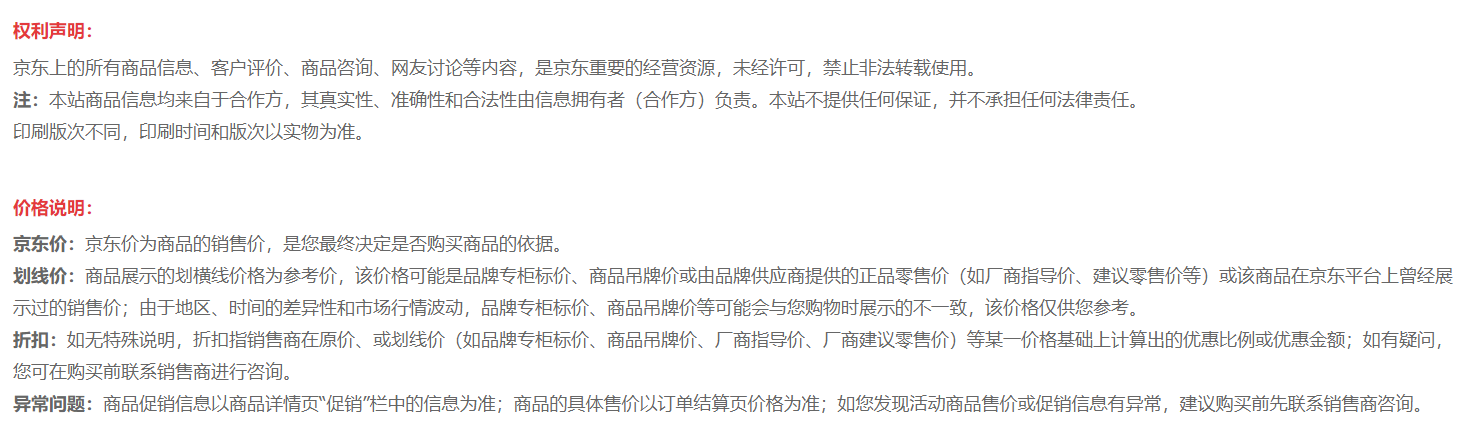 权利声明：
京东上的所有商品信息、客户评价、商品咨询、网友讨论等内容，是京东重要的经营资源，未经许可，禁止非法转载使用。
注：本站商品信息均来自于合作方，其真实性、准确性和合法性由信息拥有者（合作方）负责。本站不提供任何保证，并不承担任何法律责任。
印刷版次不同，印刷时间和版次以实物为准。
价格说明：
京东价：京东价为商品的销售价，是您最终决定是否购买商品的依据。
划线价：商品展示的划横线价格为参考价，该价格可能是品牌专柜标价、商品吊牌价或由品牌供应商提供的正品零售价（如厂商指导价、建议零售价等）或该商品在京东平台上曾经展
示过的销售价；由于地区、时间的差异性和市场行情波动，品牌专柜标价、商品吊牌价等可能会与您购物时展示的不一致，该价格仅供您参考。
折扣：如无特殊说明，折扣指销售商在原价、或划线价（如品牌专柜标价、商品吊牌价、厂商指导价、厂商建议零售价）等某一价格基础上计算出的优惠比例或优惠金额；如有疑问，
您可在购买前联系销售商进行咨询。
异常问题：商品促销信息以商品详情页“促销”栏中的信息为准；商品的具体售价以订单结算页价格为准；如您发现活动商品售价或促销信息有异常，建议购买前先联系销售商咨询。